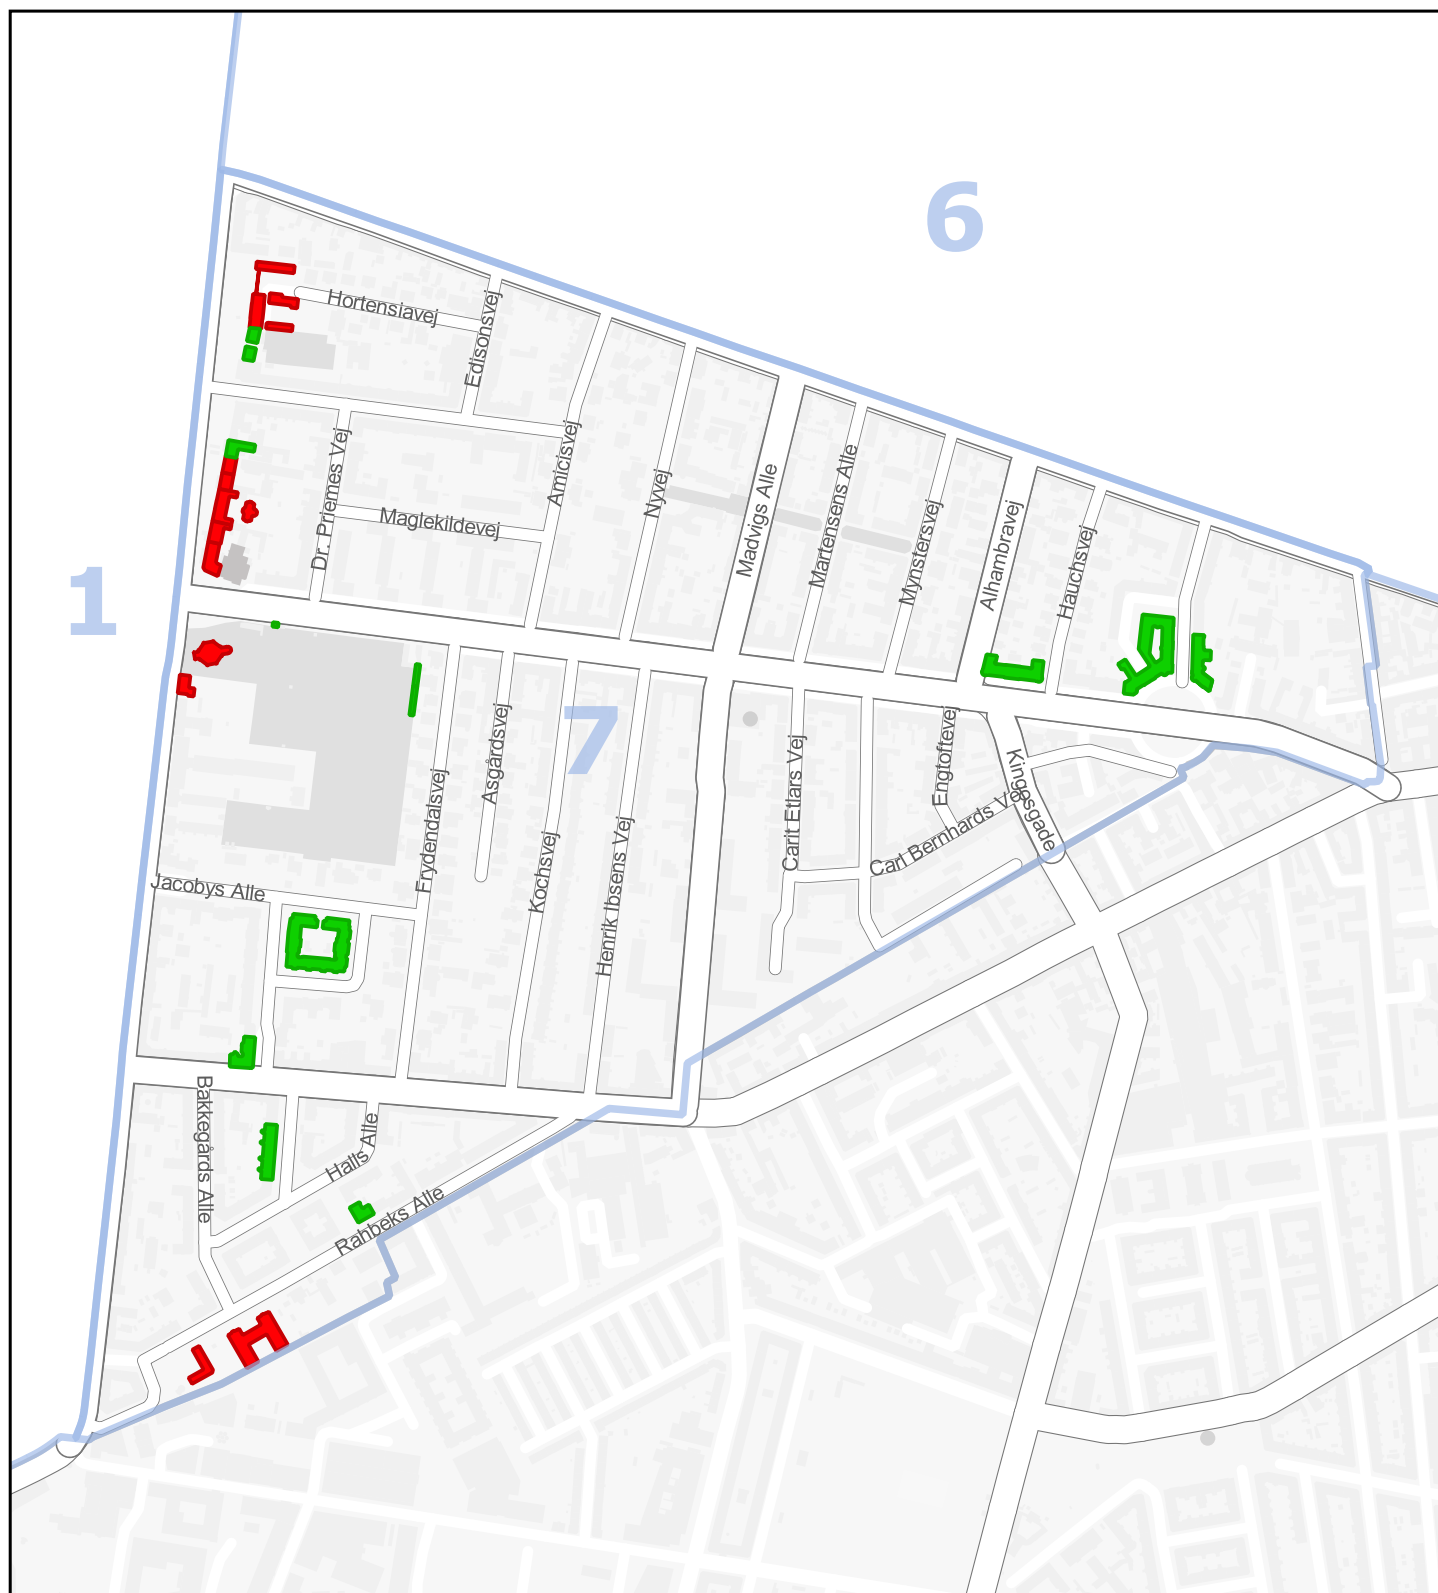 6
Hortensiavej
Edisonsvej
Amicisvej
Dr. Priemes Vej
Maglekildevej
Nyvej
Madvigs Alle
Martensens Alle
Mynstersvej
Alhambravej
Hauchsvej
1
7
Frydendalsvej
Asgårdsvej
Kochsvej
Henrik Ibsens Vej
Carit Etlars Vej
Engtoftevej
Kingosgade
Carl Bernhards Vej
Jacobys Alle
Bakkegårds Alle
Halls Alle
Rahbeks Alle